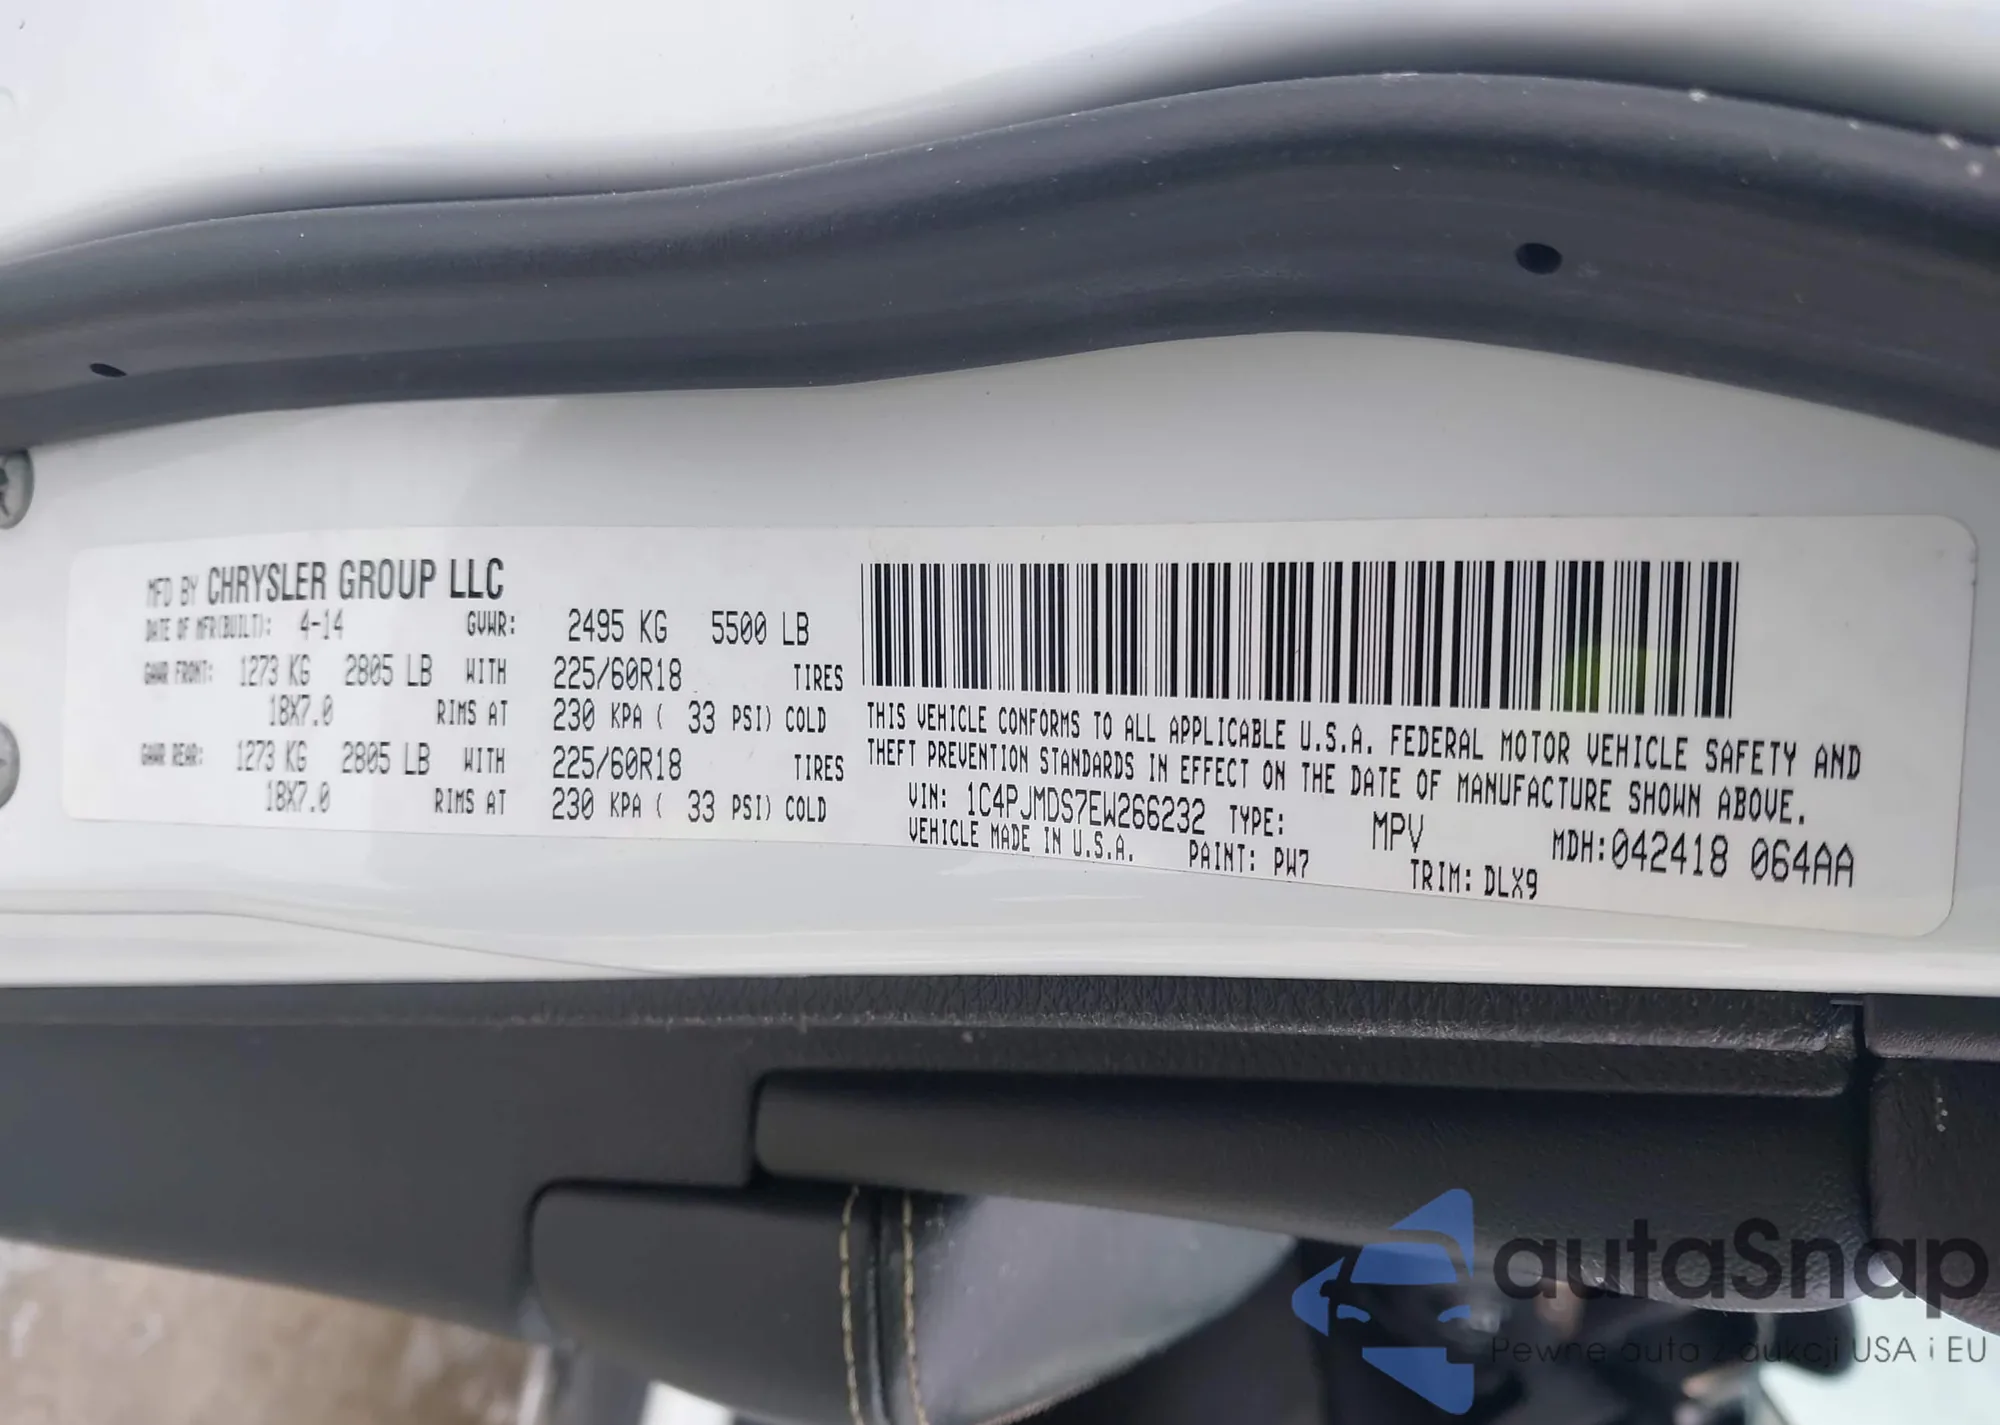 MFD BY CHRYSLER GROUP LLC
DATE OF MFR(BUILT): 4-14 GVWR: 2495 KG 5500 LB
GAWR FRONT: 1273 KG 2805 LB WITH 225/60R18 TIRES
18X7.0 RIMS AT 230 KPA ( 33 PSI) COLD
GAWR REAR: 1273 KG 2805 LB WITH 225/60R18 TIRES
18X7.0 RIMS AT 230 KPA ( 33 PSI) COLD
THIS VEHICLE CONFORMS TO ALL APPLICABLE U.S.A. FEDERAL MOTOR VEHICLE SAFETY AND
THEFT PREVENTION STANDARDS IN EFFECT ON THE DATE OF MANUFACTURE SHOWN ABOVE.
VIN: 1C4PJMDS7EW266232 TYPE: MPV MDH:042418 064AA
VEHICLE MADE IN U.S.A. PAINT: PW7 TRIM: DLX9
autaSnap
Pewne auta z aukcji USA i EU